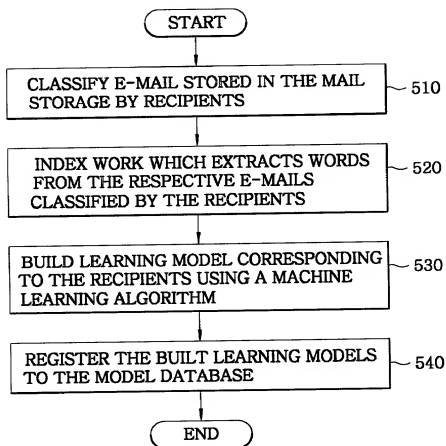 START
CLASSIFY E-MAIL STORED IN THE MAIL
STORAGE BY RECIPIENTS
510
INDEX WORK WHICH EXTRACTS WORDS
FROM THE RESPECTIVE E-MAILS
CLASSIFIED BY THE RECIPIENTS
520
BUILD LEARNING MODEL CORRESPONDING
TO THE RECIPIENTS USING A MACHINE
LEARNING ALGORITHM
530
REGISTER THE BUILT LEARNING MODELS
TO THE MODEL DATABASE
540
END